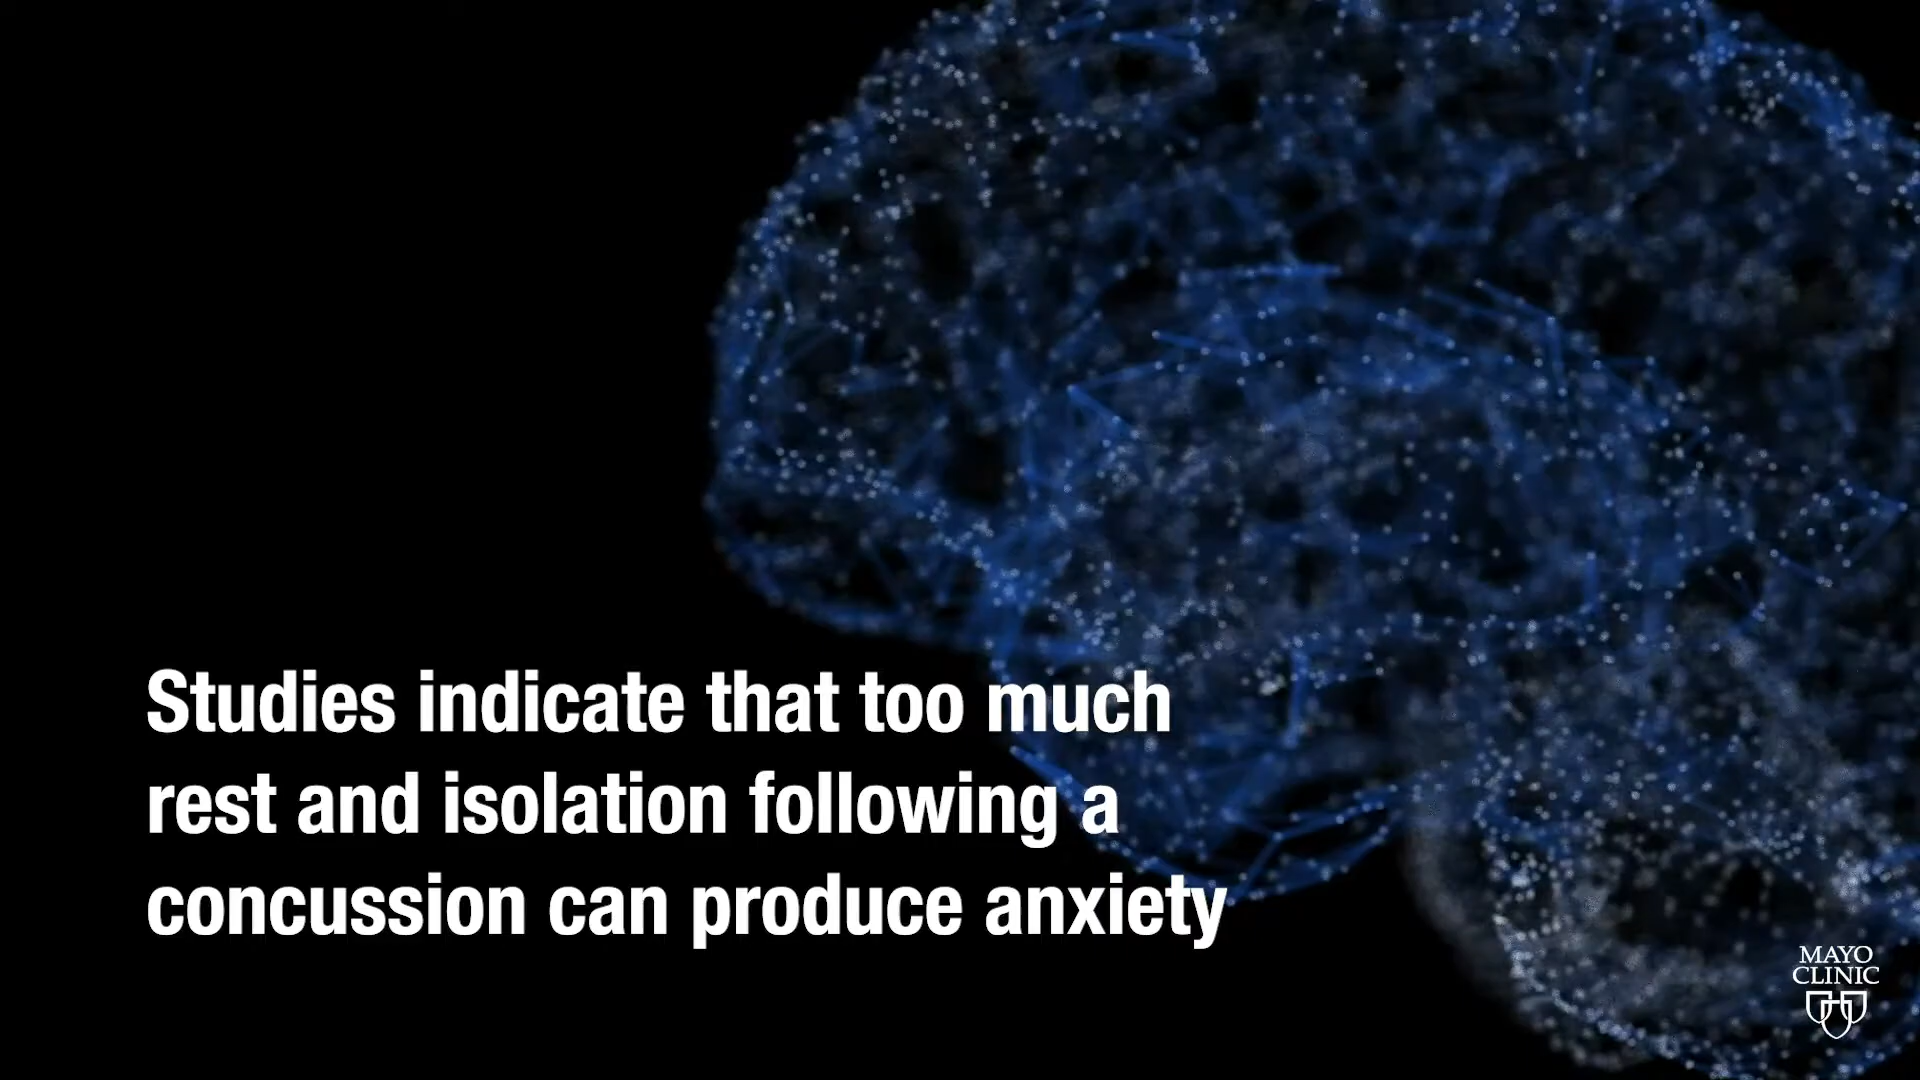 Studies indicate that too much
rest and isolation following a
concussion can produce anxiety
MAYO
CLINIC